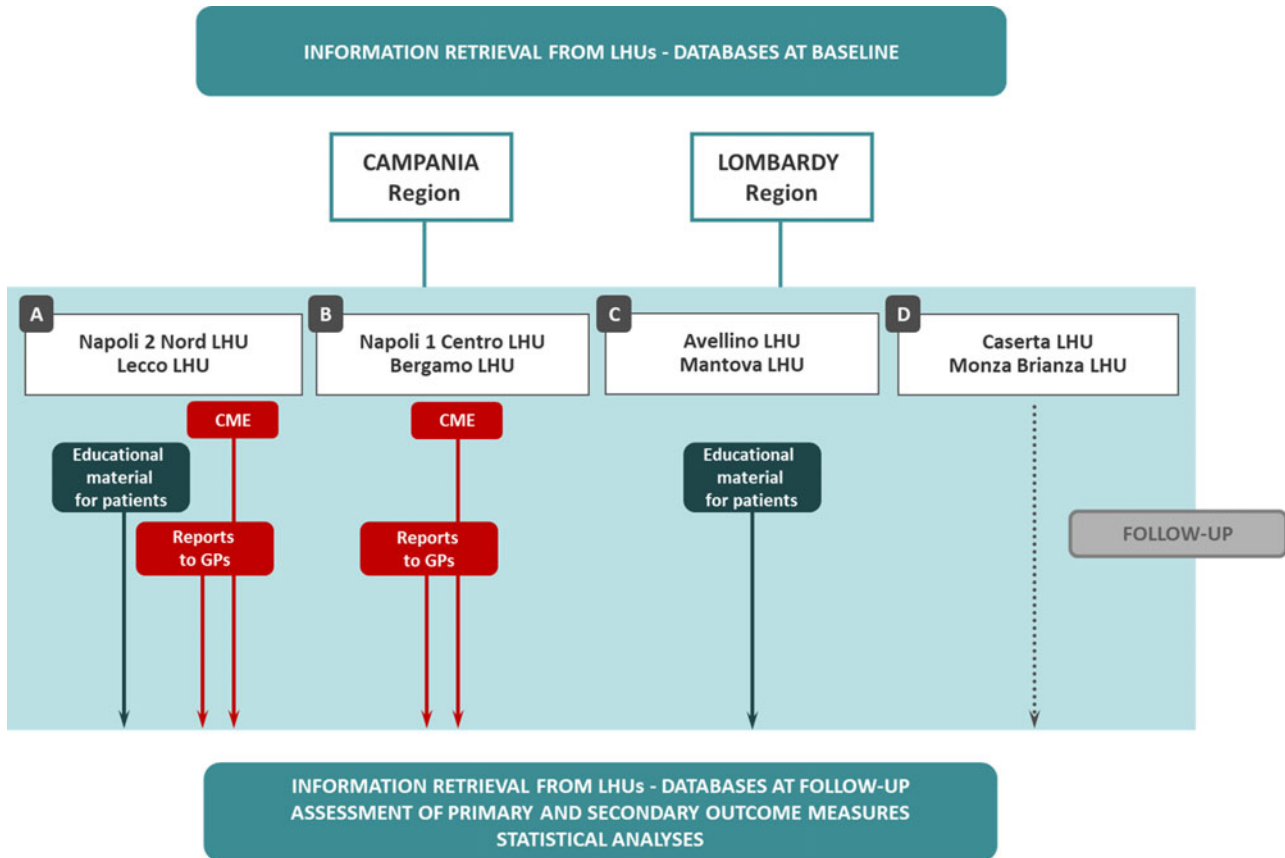 INFORMATION RETRIEVAL FROM LHUs - DATABASES AT BASELINE
CAMPANIA
Region
LOMBARDY
Region
A
Napoli 2 Nord LHU
Lecco LHU
B
Napoli 1 Centro LHU
Bergamo LHU
C
Avellino LHU
Mantova LHU
D
Caserta LHU
Monza Brianza LHU
CME
Educational
material
for patients
Reports
to GPs
CME
Reports
to GPs
Educational
material
for patients
FOLLOW-UP
INFORMATION RETRIEVAL FROM LHUs - DATABASES AT FOLLOW-UP
ASSESSMENT OF PRIMARY AND SECONDARY OUTCOME MEASURES
STATISTICAL ANALYSES